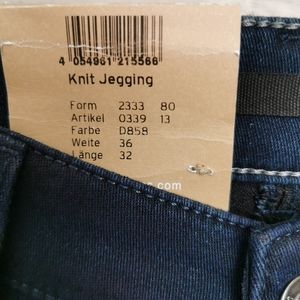 4 054961 215566
Knit Jegging
Form 2333 80
Artikel 0339 13
Farbe D858
Weite 36
Länge 32
.com